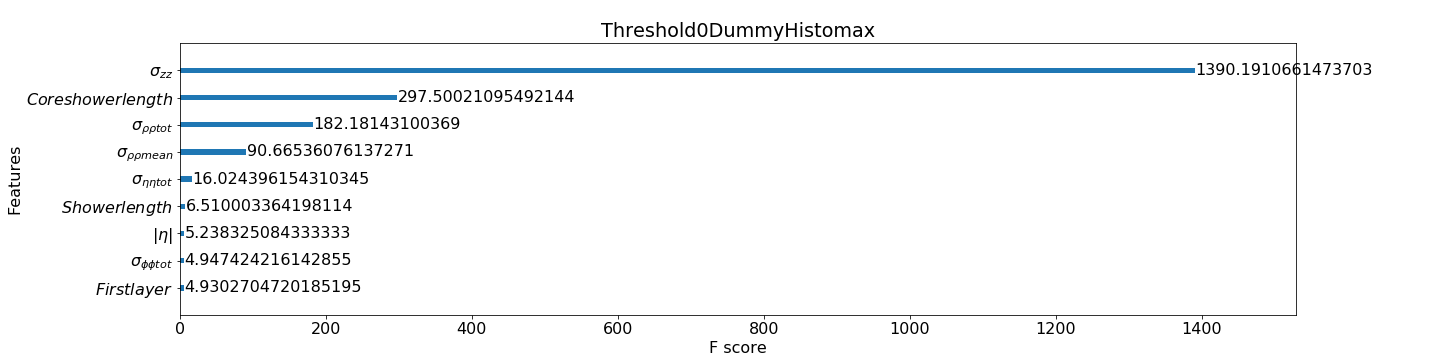 Threshold0DummyHistomax
σzz 1390.1910661473703
Coreshowerlength 297.50021095492144
σρρtot 182.18143100369
σρρmean 90.66536076137271
σηηtot 16.024396154310345
Showerlength 6.510003364198114
|η| 5.238325084333333
σϕϕtot 4.947424216142855
Firstlayer 4.9302704720185195
Features
0 200 400 600 800 1000 1200 1400
F score